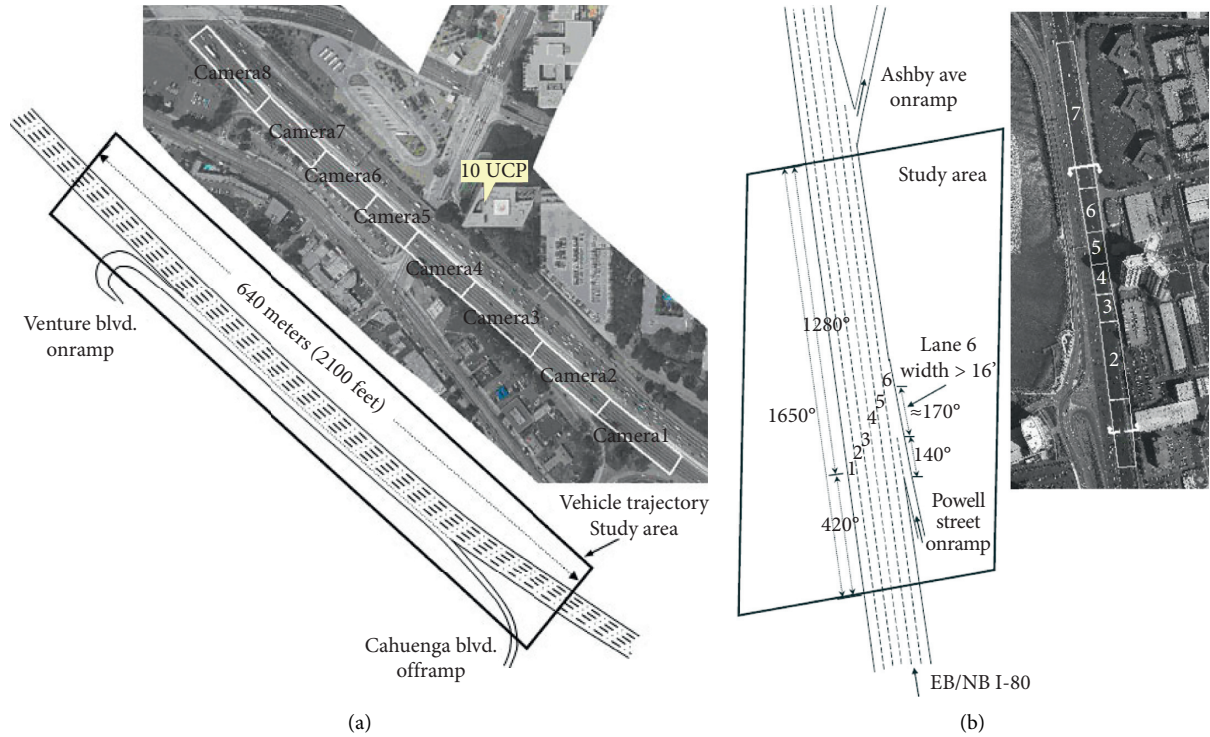 Camera8
Camera7
Camera6
10 UCP
Camera5
Camera4
Camera3
Camera2
Camera1
Venture blvd.
onramp
640 meters (2100 feet)
Vehicle trajectory
Study area
Cahuenga blvd.
offramp
(a)
Ashby ave
onramp
Study area
1280°
Lane 6
width > 16'
6
5
4
3
2
1
1650°
≈170°
140°
420°
Powell
street
onramp
EB/NB I-80
7
6
5
4
3
2
(b)